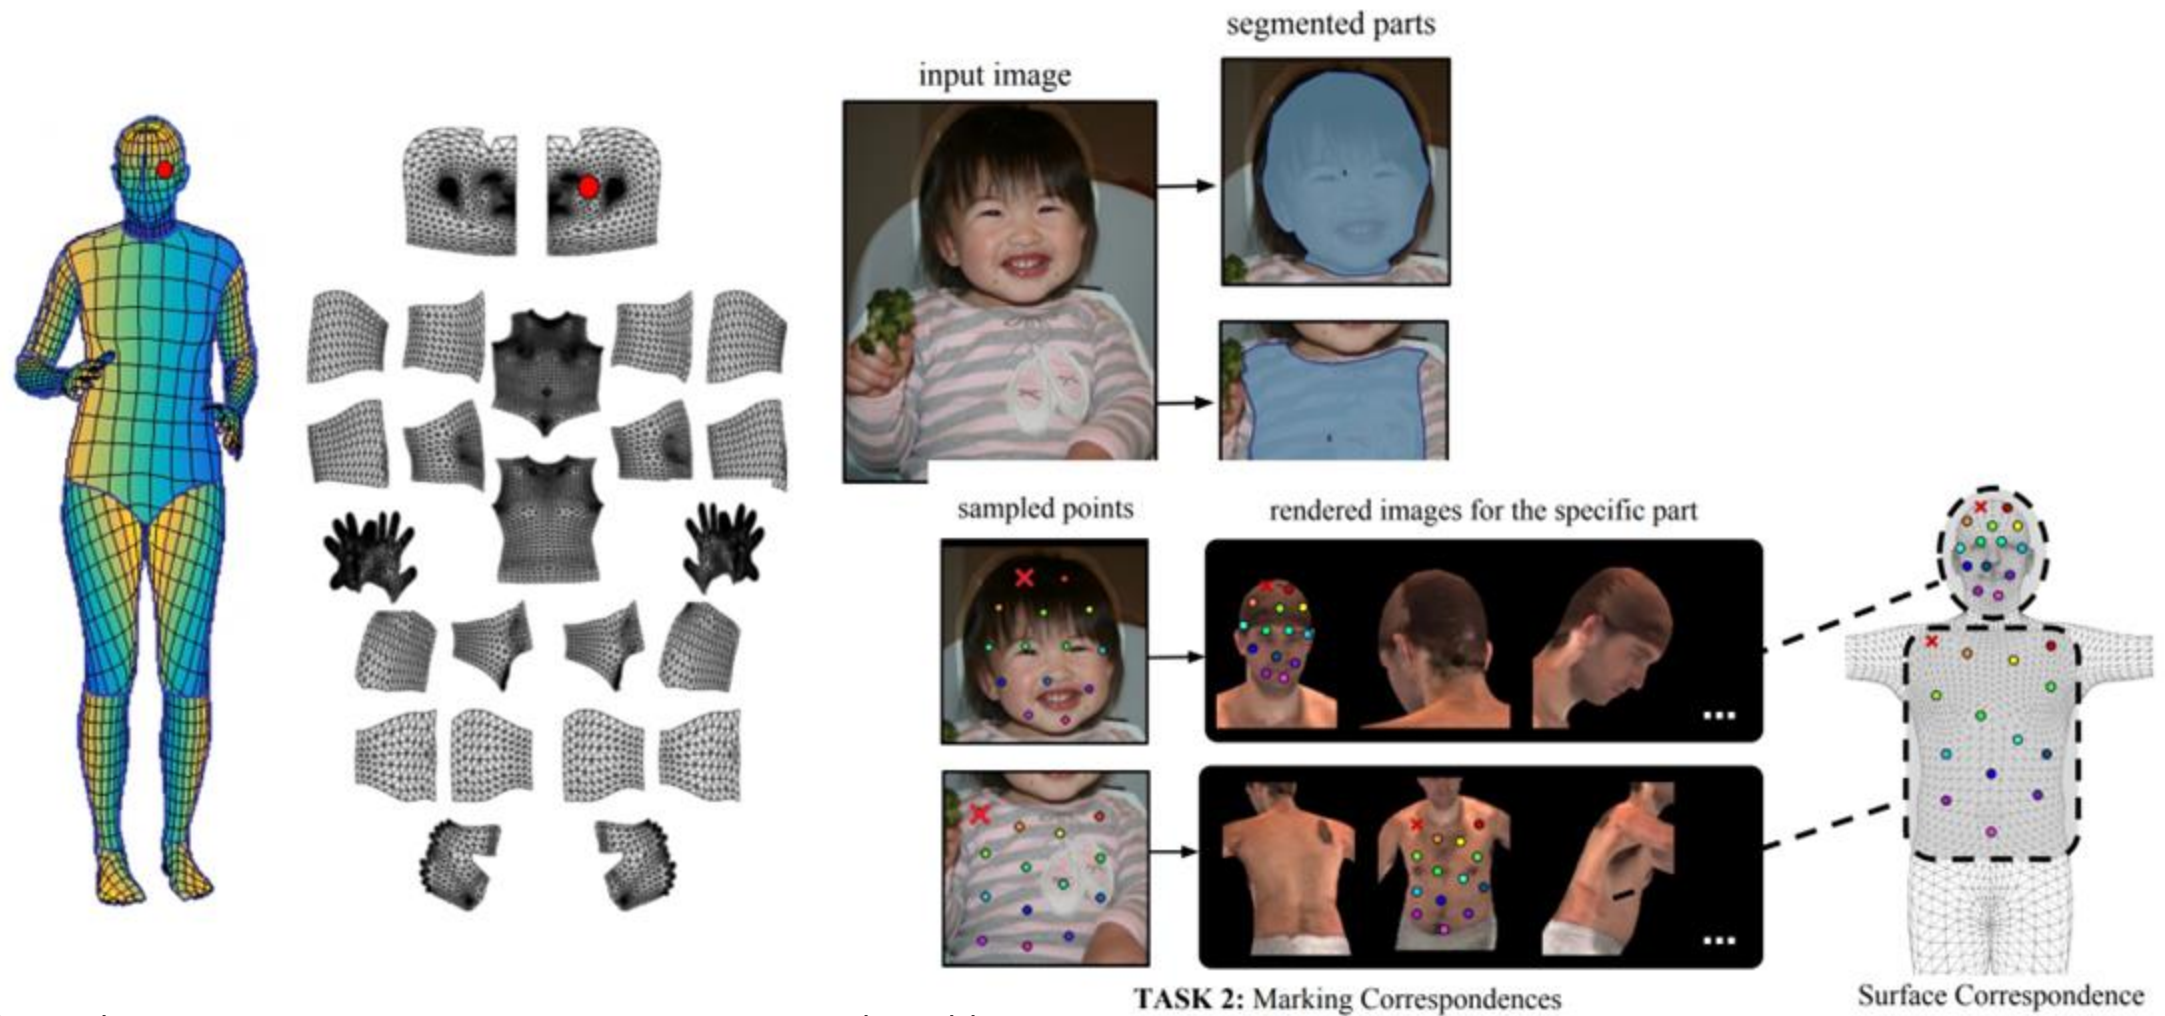 segmented parts
input image
sampled points
rendered images for the specific part
TASK 2: Marking Correspondences
Surface Correspondence